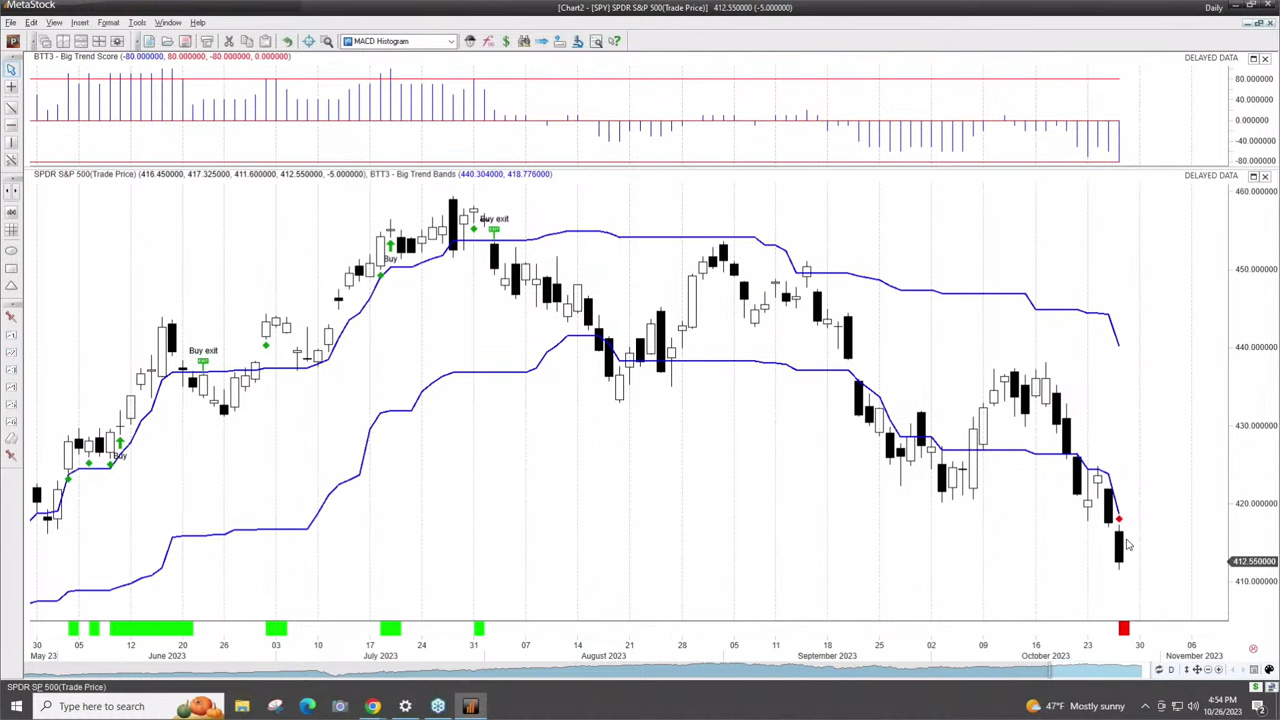 MetaStock
[Chart2 - [SPY] SPDR S&P 500(Trade Price)] 412.550000 (-5.000000)
Daily
File Edit View Insert Format Tools Window Help
MACD Histogram
BTT3 - Big Trend Score (-80.000000, 80.000000, -80.000000, 0.000000)
DELAYED DATA
80.000000
40.000000
0.000000
-40.000000
-80.000000
SPDR S&P 500(Trade Price) (416.450000, 417.325000, 411.600000, 412.550000, -5.000000), BTT3 - Big Trend Bands (440.304000, 418.776000)
DELAYED DATA
460.000000
Buy exit
Buy
450.000000
Buy exit
440.000000
430.000000
Buy
420.000000
412.550000
410.000000
30 05 12 20 26 03 10 17 24 31 07 14 21 28 05 11 18 25 02 09 16 23 30 06
May 23 June 2023 July 2023 August 2023 September 2023 October 2023 November 2023
D
SPDR SP 500(Trade Price)
Type here to search
47°F Mostly sunny
4:54 PM
10/26/2023
2